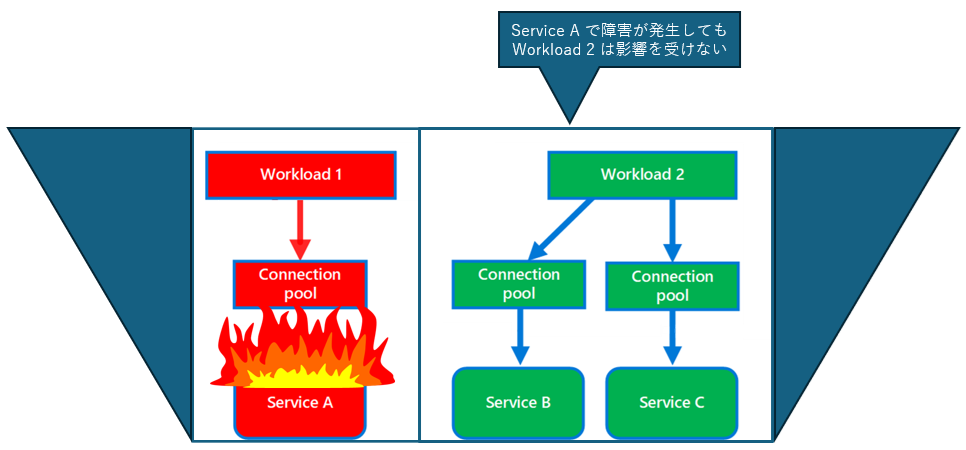 Service A で障害が発生しても
Workload 2 は影響を受けない
Workload 1
Workload 2
Connection
pool
Connection
pool
Connection
pool
Service A
Service B
Service C